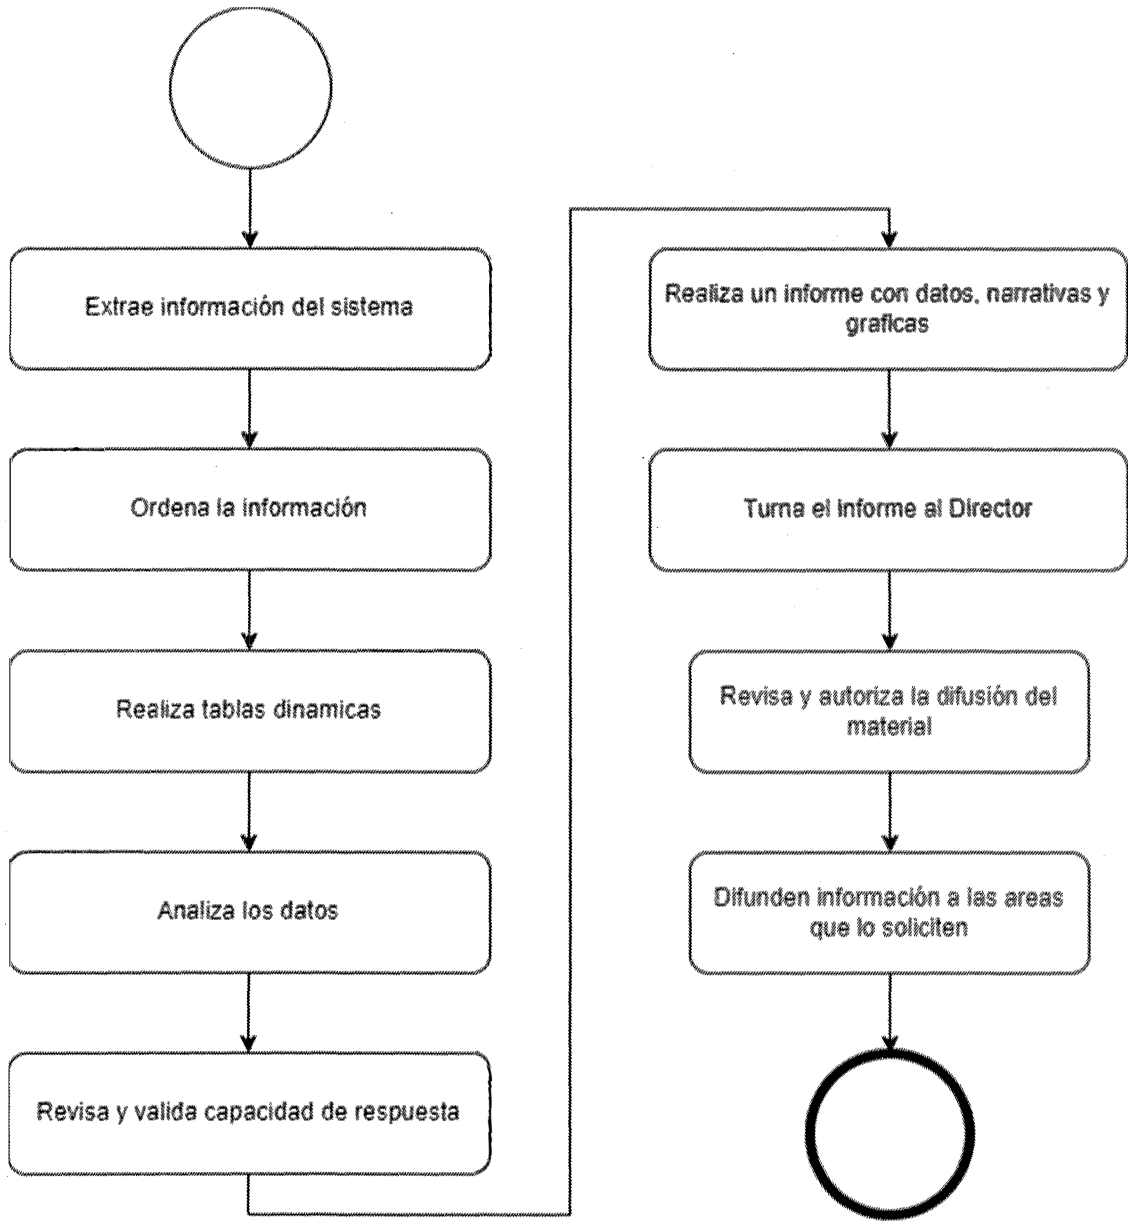 Extrae información del sistema
Ordena la información
Realiza tablas dinamicas
Analiza los datos
Revisa y valida capacidad de respuesta
Realiza un informe con datos, narrativas y
graficas
Turna el informe al Director
Revisa y autoriza la difusión del
material
Difunden información a las areas
que lo soliciten